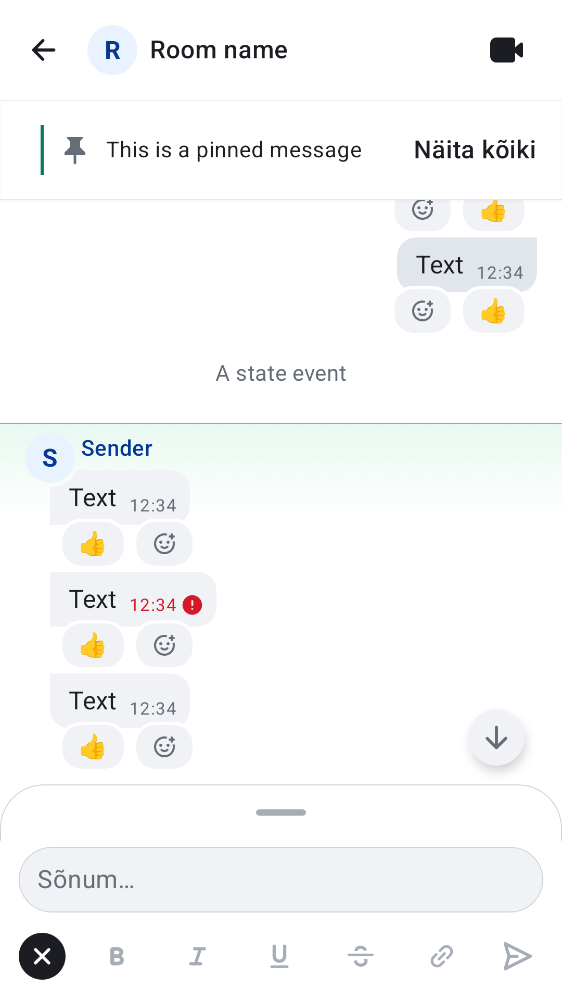 R Room name
This is a pinned message Näita kõiki
Text 12:34
A state event
S Sender
Text 12:34
Text 12:34
Text 12:34
Sõnum…
B I U S